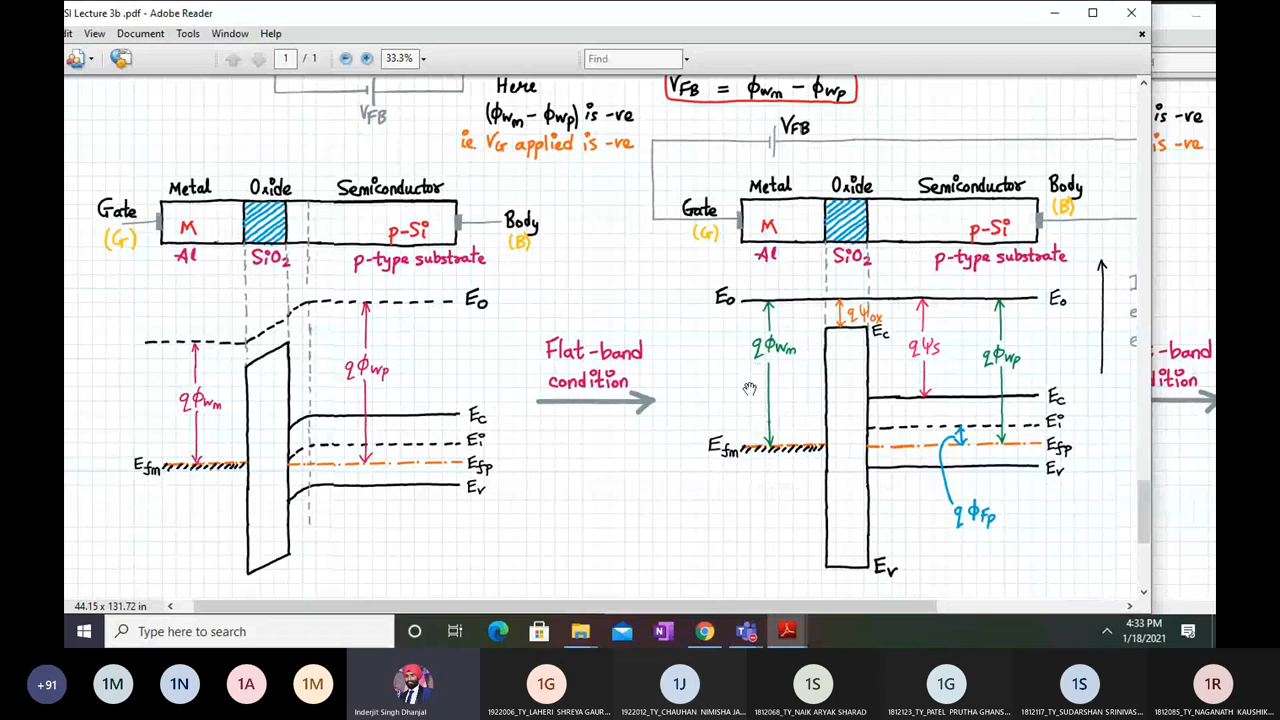 SI Lecture 3b .pdf - Adobe Reader
dit View Document Tools Window Help
1 / 1 33.3% Find
Here
(ϕwm − ϕwp) is -ve
ie. VG applied is -ve
VFB
VFB = ϕwm − ϕwp
VFB
is -ve
is -ve
Metal Oxide Semiconductor
Gate
(G)
M
p-Si
Body
(B)
Al SiO₂ p-type substrate
Metal Oxide Semiconductor
Gate
(G)
M
p-Si
Body
(B)
Al SiO₂ p-type substrate
E₀
qϕwm
qϕwp
Ec
Ei
Efm
Efp
Ev
Flat-band
condition
E₀
E₀
qψox
Ec
qϕwm
qψs
qϕwp
Ec
Ei
Efm
Efp
Ev
qϕFp
Ev
44.15 x 131.72 in
Type here to search
4:33 PM
1/18/2021
+91
1M
1N
1A
1M
Inderjit Singh Dhanjal
1G
1922006_TY_LAHERI SHREYA GAUR...
1J
1922012_TY_CHAUHAN NIMISHA JA...
1S
1812068_TY_NAIK ARYAK SHARAD
1G
1812123_TY_PATEL PRUTHA GHANS...
1S
1812117_TY_SUDARSHAN SRINIVAS...
1R
1812085_TY_NAGANATH KAUSHIK...